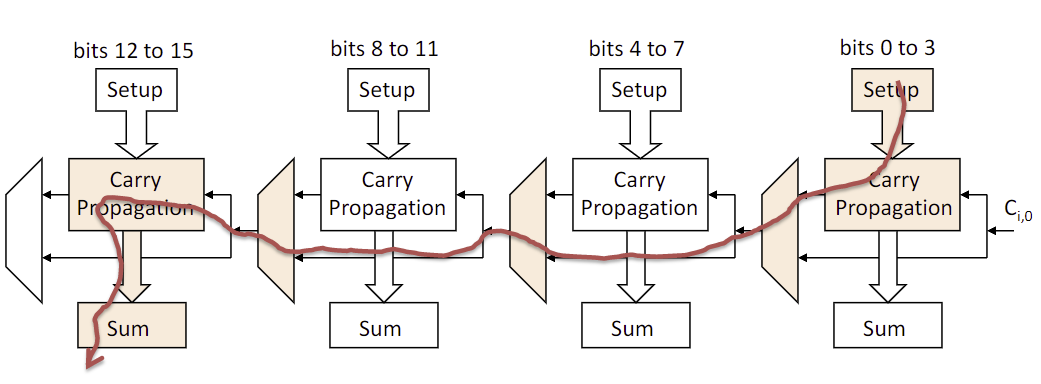 bits 12 to 15
bits 8 to 11
bits 4 to 7
bits 0 to 3
Setup
Setup
Setup
Setup
Carry
Propagation
Carry
Propagation
Carry
Propagation
Carry
Propagation
Ci,0
Sum
Sum
Sum
Sum